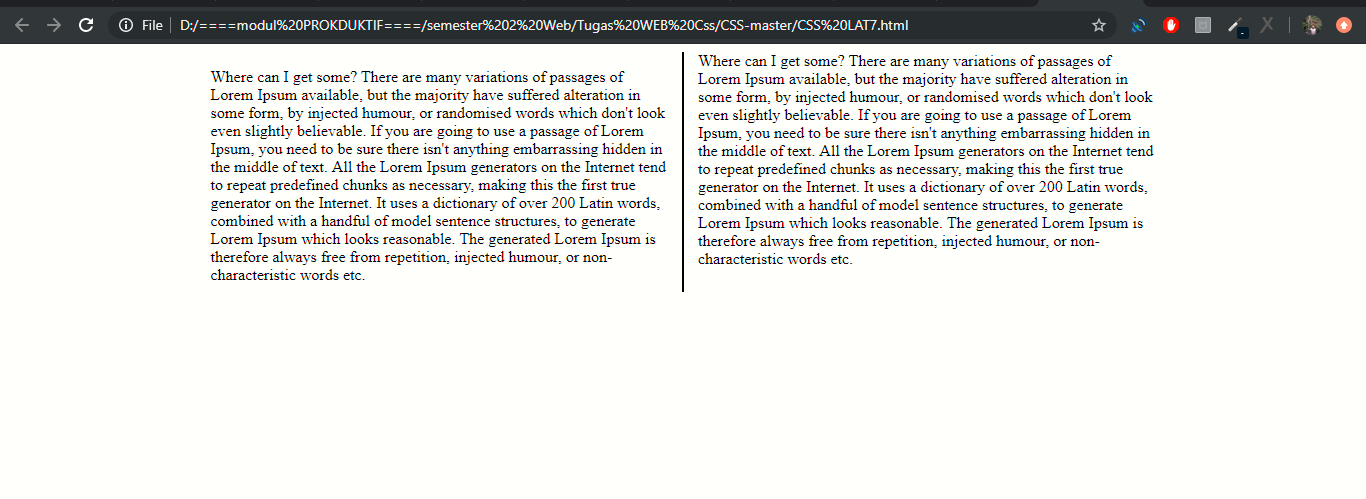 File
D:/====modul%20PROKDUKTIF====/semester%202%20Web/Tugas%20WEB%20Css/CSS-master/CSS%20LAT7.html
Where can I get some? There are many variations of passages of
Lorem Ipsum available, but the majority have suffered alteration in
some form, by injected humour, or randomised words which don't look
even slightly believable. If you are going to use a passage of Lorem
Ipsum, you need to be sure there isn't anything embarrassing hidden in
the middle of text. All the Lorem Ipsum generators on the Internet tend
to repeat predefined chunks as necessary, making this the first true
generator on the Internet. It uses a dictionary of over 200 Latin words,
combined with a handful of model sentence structures, to generate
Lorem Ipsum which looks reasonable. The generated Lorem Ipsum is
therefore always free from repetition, injected humour, or non-
characteristic words etc.
Where can I get some? There are many variations of passages of
Lorem Ipsum available, but the majority have suffered alteration in
some form, by injected humour, or randomised words which don't look
even slightly believable. If you are going to use a passage of Lorem
Ipsum, you need to be sure there isn't anything embarrassing hidden in
the middle of text. All the Lorem Ipsum generators on the Internet tend
to repeat predefined chunks as necessary, making this the first true
generator on the Internet. It uses a dictionary of over 200 Latin words,
combined with a handful of model sentence structures, to generate
Lorem Ipsum which looks reasonable. The generated Lorem Ipsum is
therefore always free from repetition, injected humour, or non-
characteristic words etc.